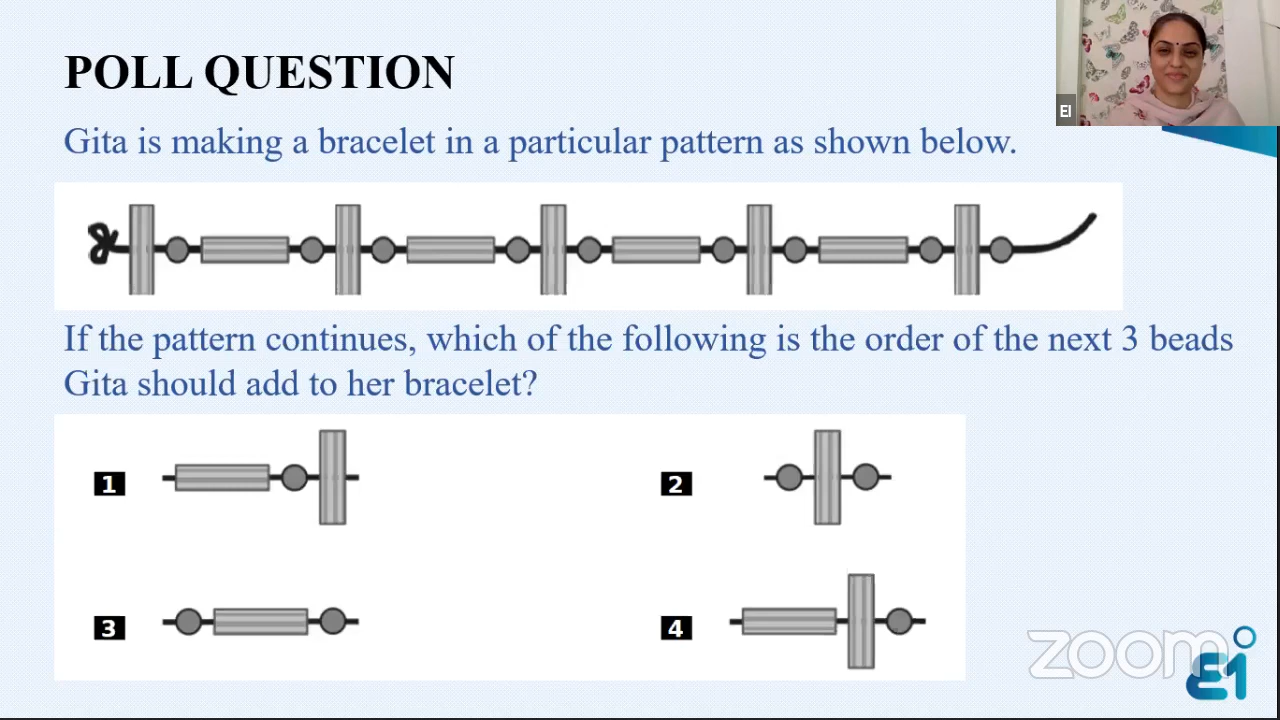 POLL QUESTION
EI
Gita is making a bracelet in a particular pattern as shown below.
If the pattern continues, which of the following is the order of the next 3 beads
Gita should add to her bracelet?
1
2
3
4
zoom
EI